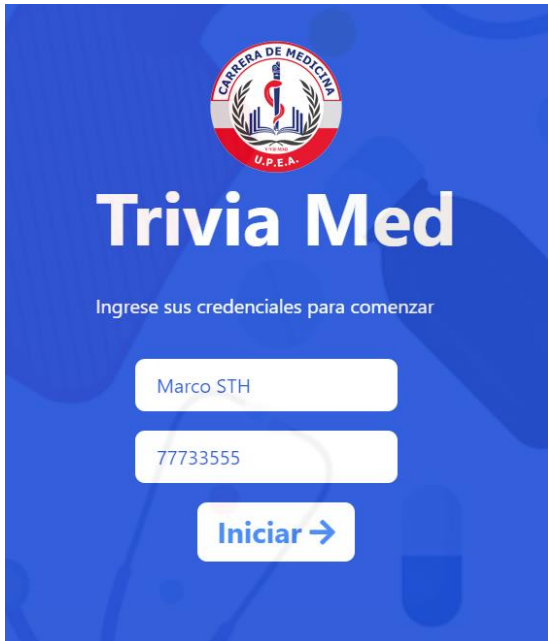 CARRERA DE MEDICINA
U.P.E.A.
Trivia Med
Ingrese sus credenciales para comenzar
Marco STH
77733555
Iniciar →